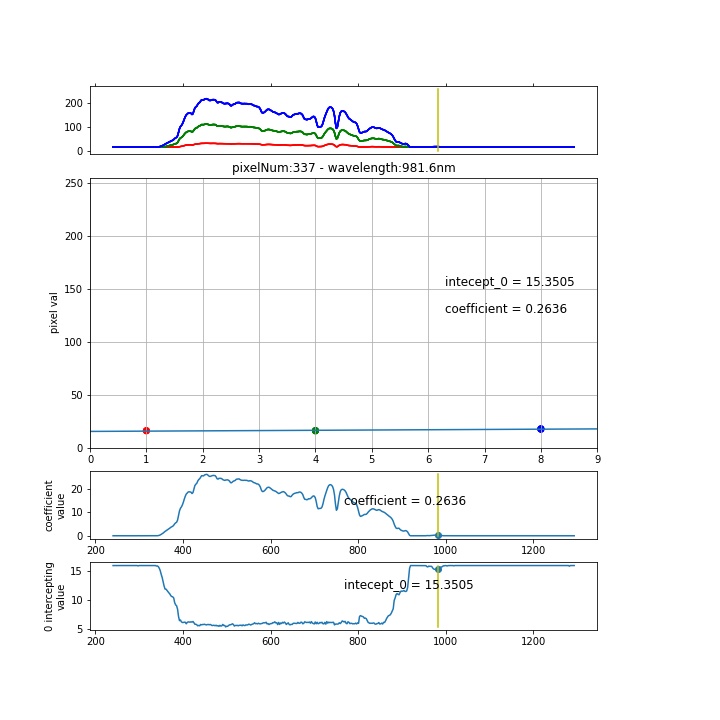 200
100
0
pixelNum:337 - wavelength:981.6nm
250
200
150
100
50
0
pixel val
intecept_0 = 15.3505
coefficient = 0.2636
0 1 2 3 4 5 6 7 8 9
20
10
0
coefficient
value
coefficient = 0.2636
200 400 600 800 1000 1200
15
10
5
0 intercepting
value
intecept_0 = 15.3505
200 400 600 800 1000 1200